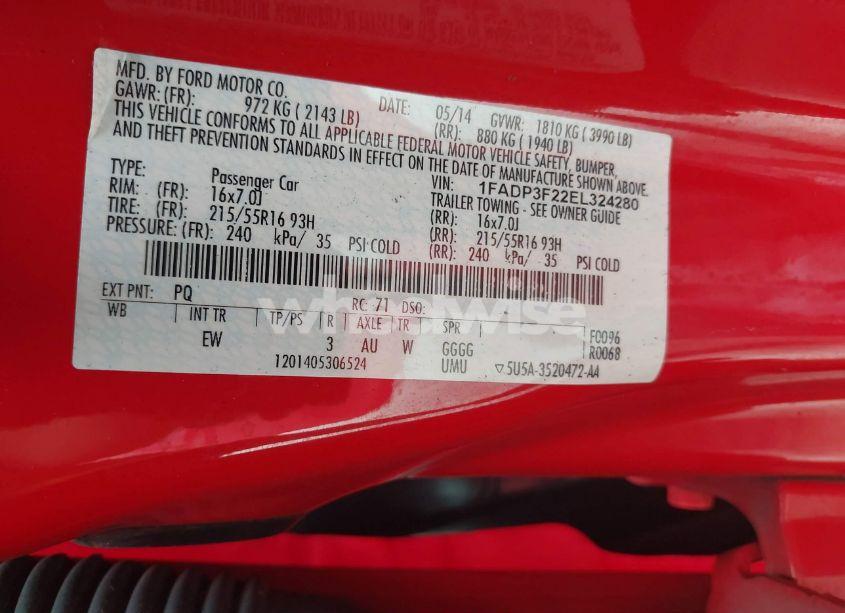 MFD. BY FORD MOTOR CO. DATE: 05/14 GVWR: 1810 KG ( 3990 LB)
GAWR: (FR): 972 KG ( 2143 LB) (RR): 880 KG ( 1940 LB)
THIS VEHICLE CONFORMS TO ALL APPLICABLE FEDERAL MOTOR VEHICLE SAFETY, BUMPER,
AND THEFT PREVENTION STANDARDS IN EFFECT ON THE DATE OF MANUFACTURE SHOWN ABOVE.
VIN: 1FADP3F22EL324280
TYPE: Passenger Car TRAILER TOWING - SEE OWNER GUIDE
RIM: (FR): 16x7.0J (RR): 16x7.0J
TIRE: (FR): 215/55R16 93H (RR): 215/55R16 93H
PRESSURE: (FR): 240 kPa/ 35 PSI COLD (RR): 240 kPa/ 35 PSI COLD
EXT PNT: PQ RC: 71 DSO:
WB INT TR TP/PS R AXLE TR SPR F0096
EW 3 AU W GGGG R0068
1201405306524 UMU ▽5U5A-3520472-AA